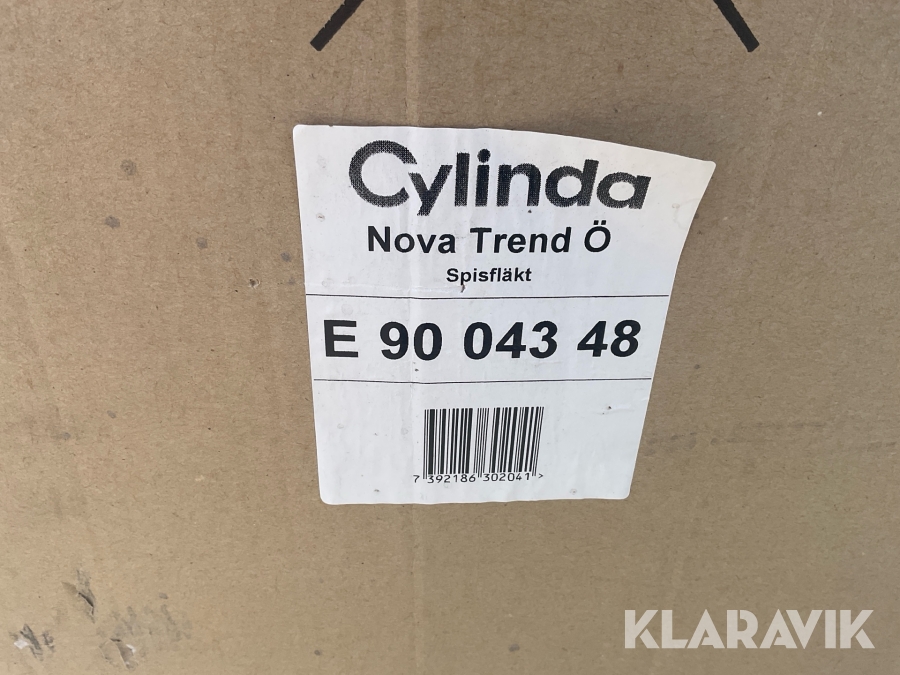 Cylinda
Nova Trend Ö
Spisfläkt
E 90 043 48
7 392186 302041 >
KLARAVIK